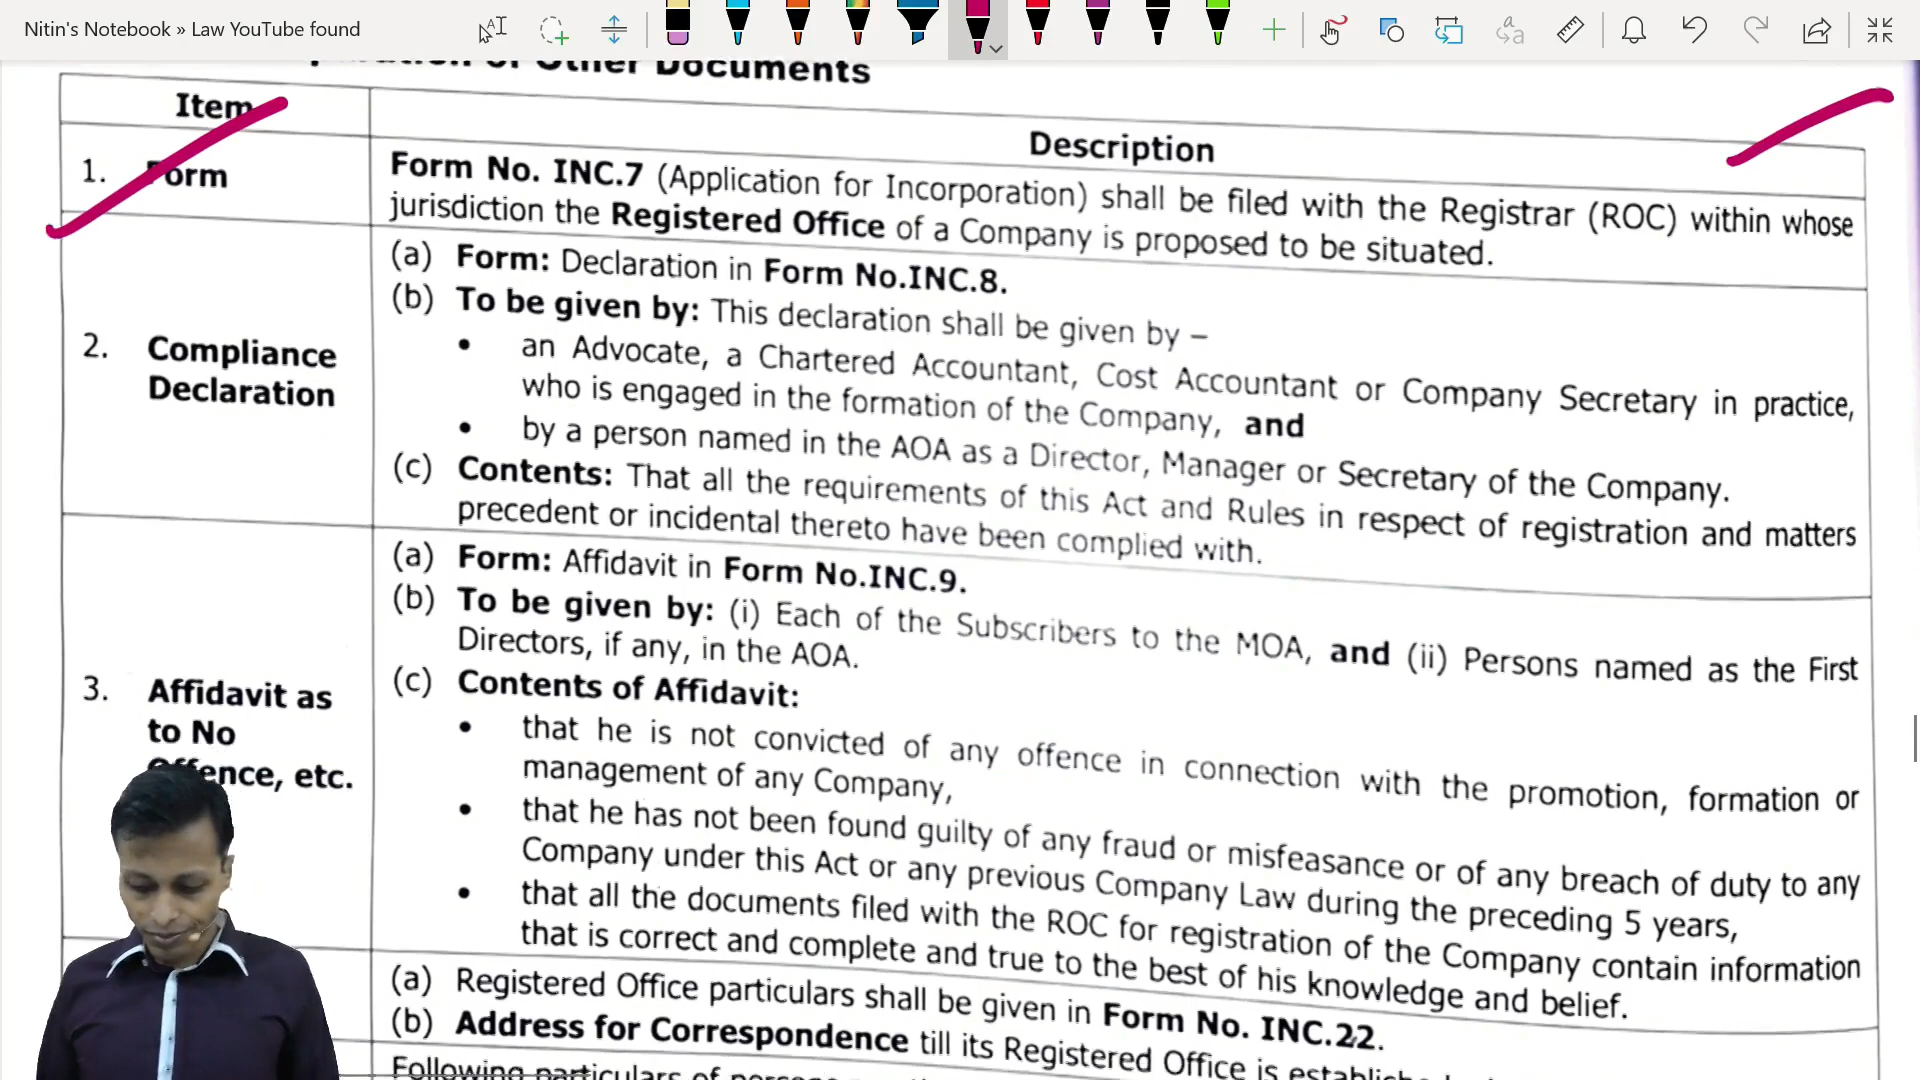 Nitin's Notebook » Law YouTube found
of Other Documents
Item
Description
1. Form
Form No. INC.7 (Application for Incorporation) shall be filed with the Registrar (ROC) within whose
jurisdiction the Registered Office of a Company is proposed to be situated.
2. Compliance
Declaration
(a) Form: Declaration in Form No.INC.8.
(b) To be given by: This declaration shall be given by –
• an Advocate, a Chartered Accountant, Cost Accountant or Company Secretary in practice,
who is engaged in the formation of the Company, and
• by a person named in the AOA as a Director, Manager or Secretary of the Company.
(c) Contents: That all the requirements of this Act and Rules in respect of registration and matters
precedent or incidental thereto have been complied with.
3. Affidavit as
to No
Offence, etc.
(a) Form: Affidavit in Form No.INC.9.
(b) To be given by: (i) Each of the Subscribers to the MOA, and (ii) Persons named as the First
Directors, if any, in the AOA.
(c) Contents of Affidavit:
• that he is not convicted of any offence in connection with the promotion, formation or
management of any Company,
• that he has not been found guilty of any fraud or misfeasance or of any breach of duty to any
Company under this Act or any previous Company Law during the preceding 5 years,
• that all the documents filed with the ROC for registration of the Company contain information
that is correct and complete and true to the best of his knowledge and belief.
(a) Registered Office particulars shall be given in Form No. INC.22.
(b) Address for Correspondence till its Registered Office is established
Following particulars of